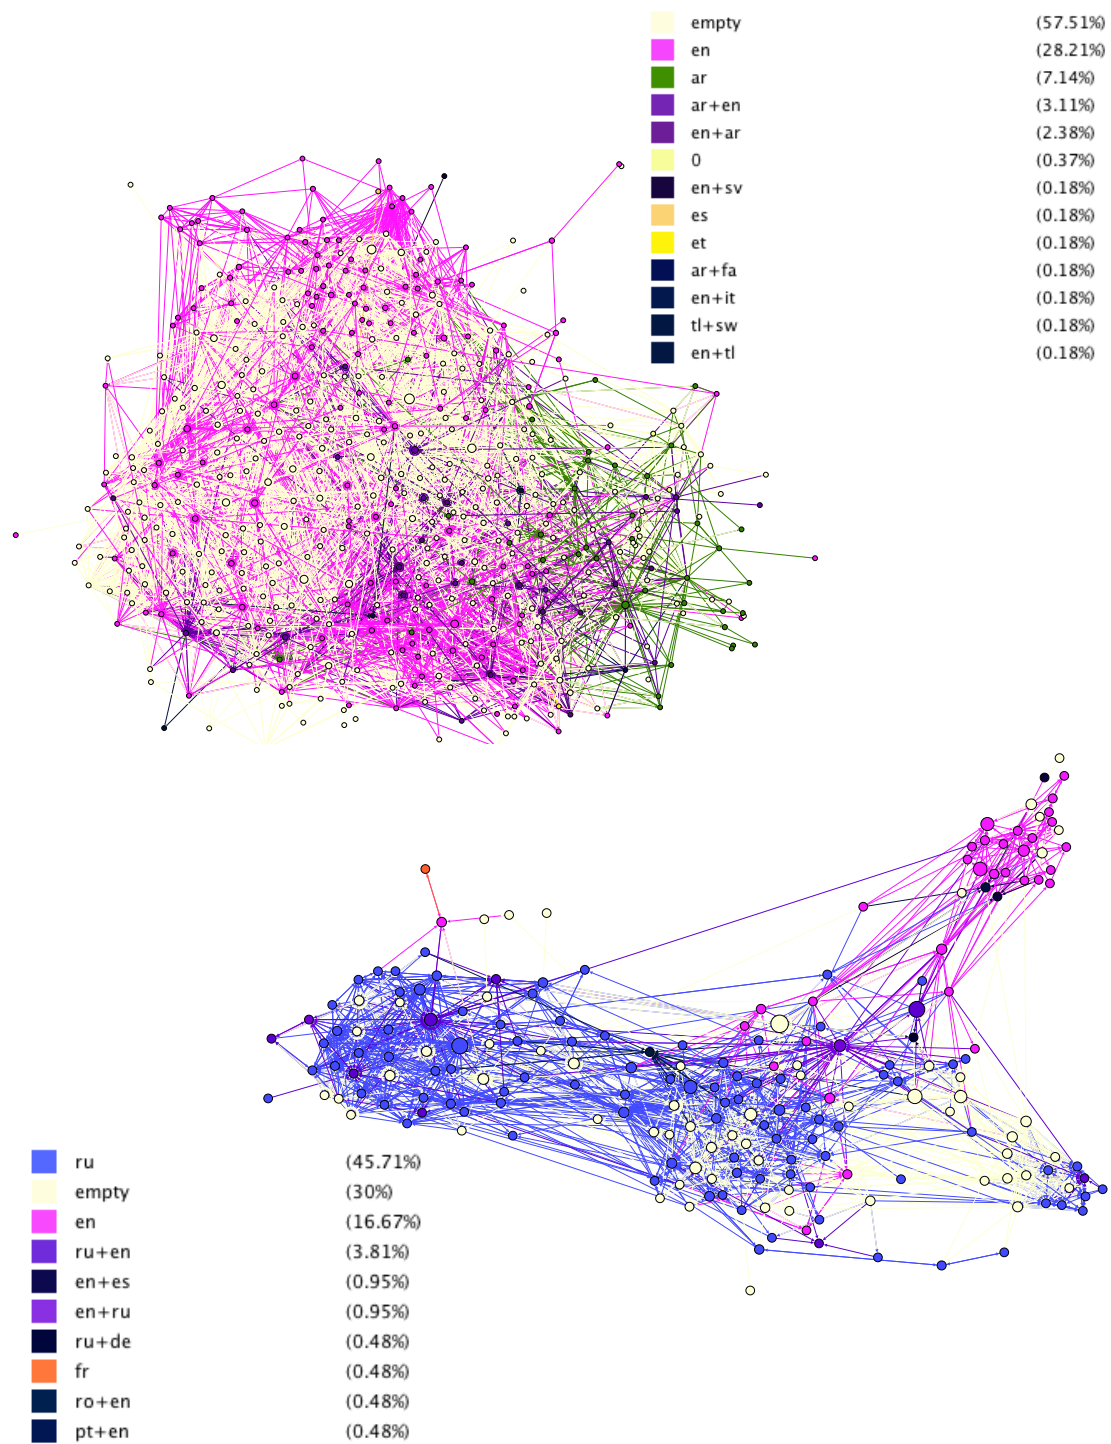 empty (57.51%)
en (28.21%)
ar (7.14%)
ar+en (3.11%)
en+ar (2.38%)
0 (0.37%)
en+sv (0.18%)
es (0.18%)
et (0.18%)
ar+fa (0.18%)
en+it (0.18%)
tl+sw (0.18%)
en+tl (0.18%)
ru (45.71%)
empty (30%)
en (16.67%)
ru+en (3.81%)
en+es (0.95%)
en+ru (0.95%)
ru+de (0.48%)
fr (0.48%)
ro+en (0.48%)
pt+en (0.48%)